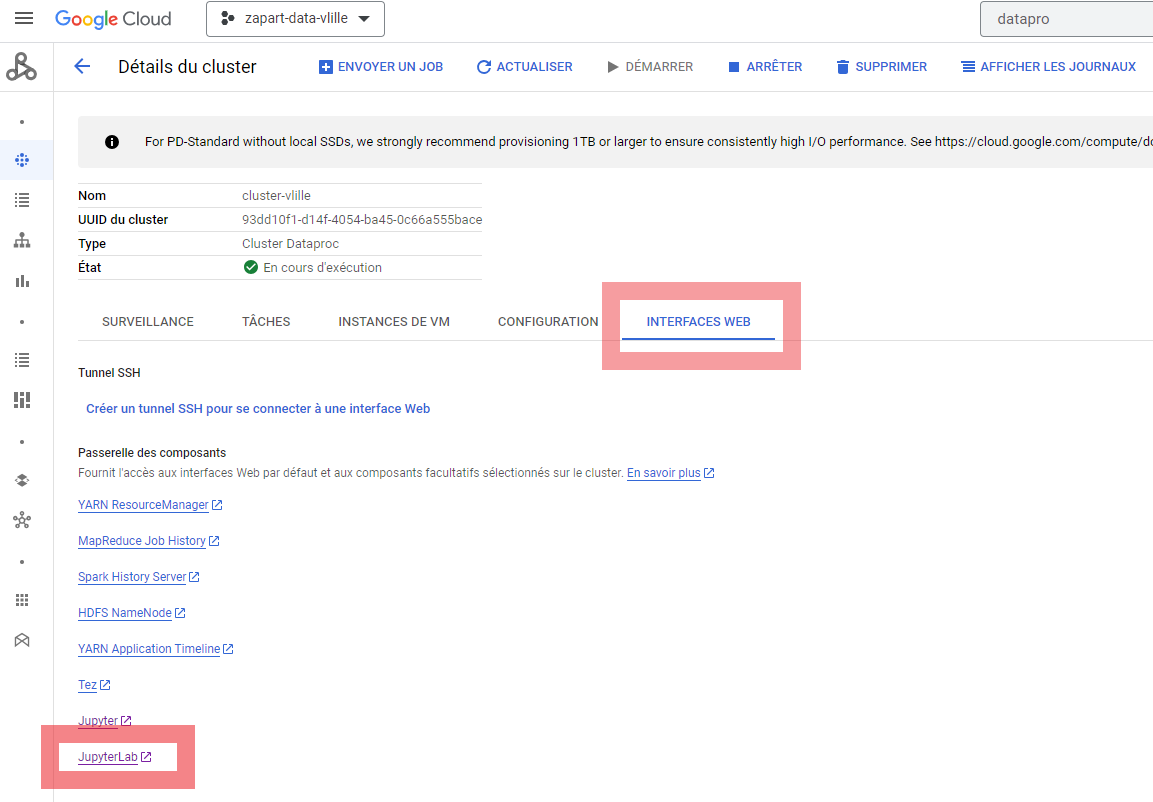 Google Cloud
zapart-data-vlille
datapro
Détails du cluster
ENVOYER UN JOB
ACTUALISER
DÉMARRER
ARRÊTER
SUPPRIMER
AFFICHER LES JOURNAUX
For PD-Standard without local SSDs, we strongly recommend provisioning 1TB or larger to ensure consistently high I/O performance. See https://cloud.google.com/compute/do
Nom cluster-vlille
UUID du cluster 93dd10f1-d14f-4054-ba45-0c66a555bace
Type Cluster Dataproc
État En cours d'exécution
SURVEILLANCE
TÂCHES
INSTANCES DE VM
CONFIGURATION
INTERFACES WEB
Tunnel SSH
Créer un tunnel SSH pour se connecter à une interface Web
Passerelle des composants
Fournit l'accès aux interfaces Web par défaut et aux composants facultatifs sélectionnés sur le cluster. En savoir plus
YARN ResourceManager
MapReduce Job History
Spark History Server
HDFS NameNode
YARN Application Timeline
Tez
Jupyter
JupyterLab